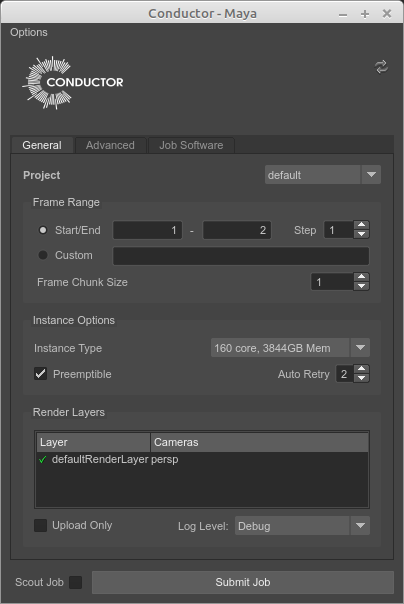 Conductor - Maya
Options
CONDUCTOR
General Advanced Job Software
Project default
Frame Range
Start/End 1 - 2 Step 1
Custom
Frame Chunk Size 1
Instance Options
Instance Type 160 core, 3844GB Mem
Preemptible Auto Retry 2
Render Layers
Layer Cameras
defaultRenderLayer persp
Upload Only Log Level: Debug
Scout Job Submit Job